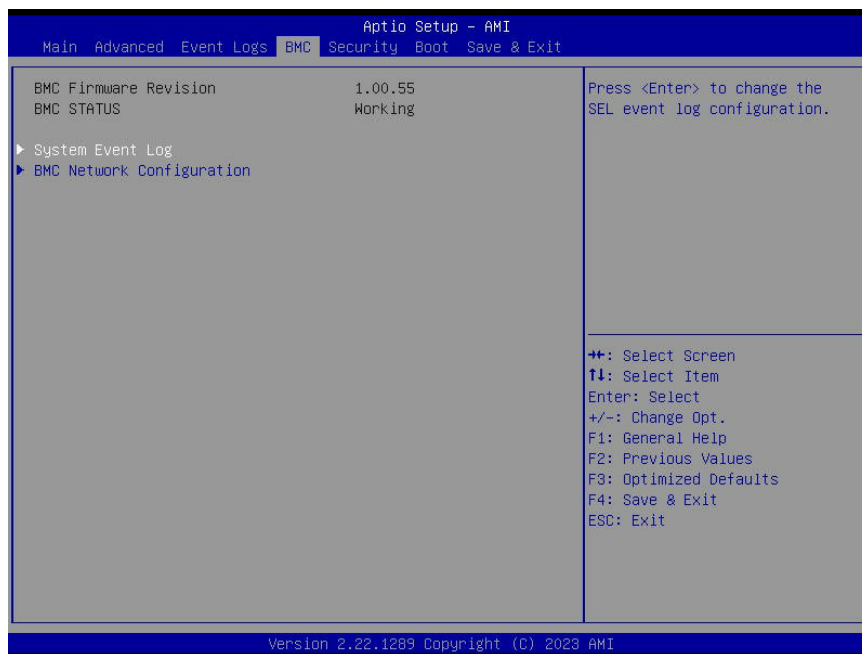 Aptio Setup - AMI
Main Advanced Event Logs BMC Security Boot Save & Exit
BMC Firmware Revision 1.00.55
BMC STATUS Working
System Event Log
BMC Network Configuration
Press <Enter> to change the
SEL event log configuration.
→←: Select Screen
↑↓: Select Item
Enter: Select
+/-: Change Opt.
F1: General Help
F2: Previous Values
F3: Optimized Defaults
F4: Save & Exit
ESC: Exit
Version 2.22.1289 Copyright (C) 2023 AMI